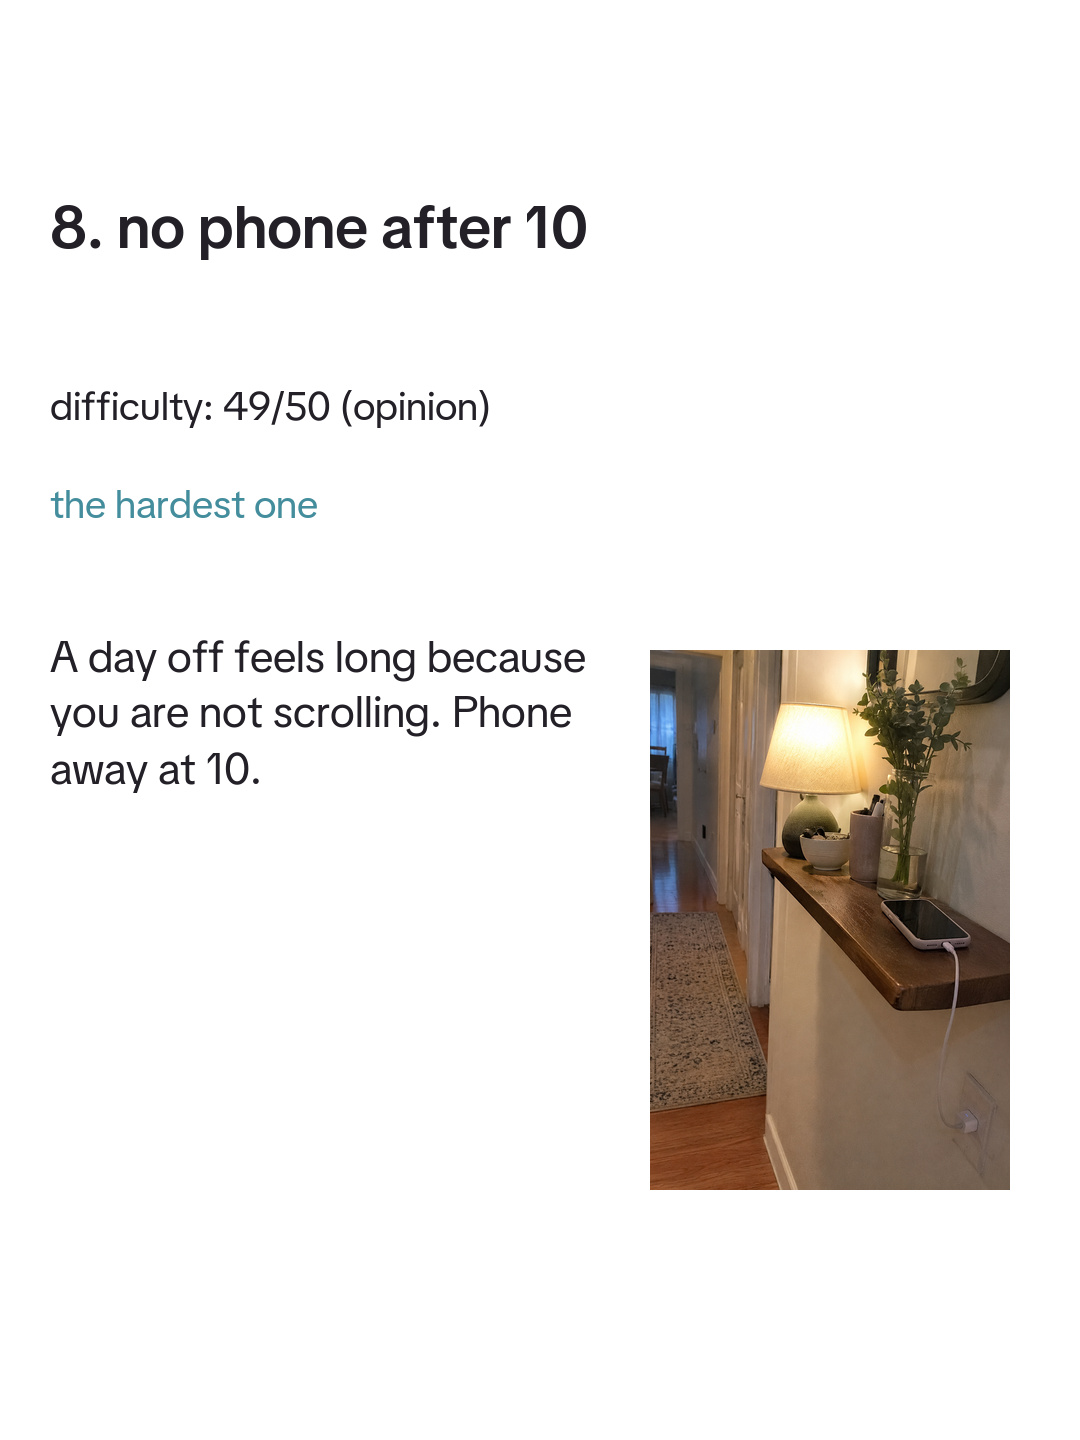 8. no phone after 10
difficulty: 49/50 (opinion)
the hardest one
A day off feels long because
you are not scrolling. Phone
away at 10.